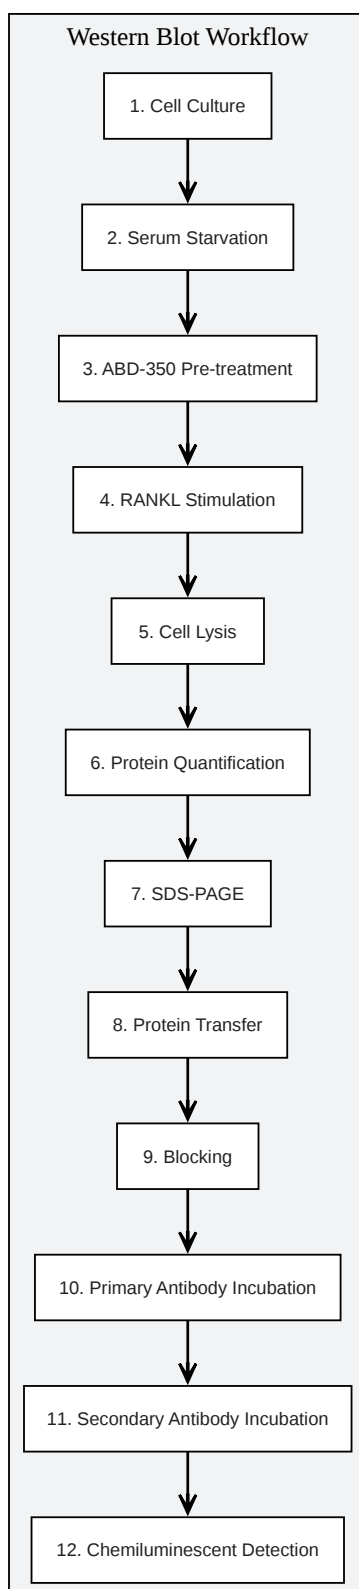 Western Blot Workflow
1. Cell Culture
2. Serum Starvation
3. ABD-350 Pre-treatment
4. RANKL Stimulation
5. Cell Lysis
6. Protein Quantification
7. SDS-PAGE
8. Protein Transfer
9. Blocking
10. Primary Antibody Incubation
11. Secondary Antibody Incubation
12. Chemiluminescent Detection